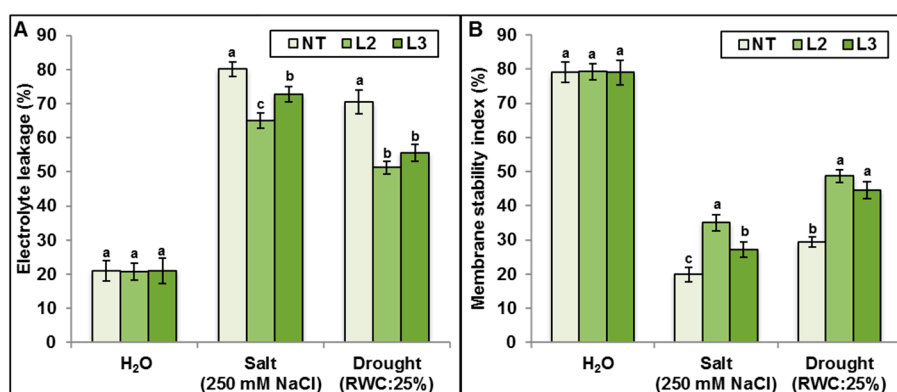 A
NT L2 L3
Electrolyte leakage (%)
90
80
70
60
50
40
30
20
10
0
a a a
a c b
a b b
H₂O Salt Drought
(250 mM NaCl) (RWC:25%)
B
NT L2 L3
Membrane stability index (%)
90
80
70
60
50
40
30
20
10
0
a a a
c a b
b a a
H₂O Salt Drought
(250 mM NaCl) (RWC:25%)